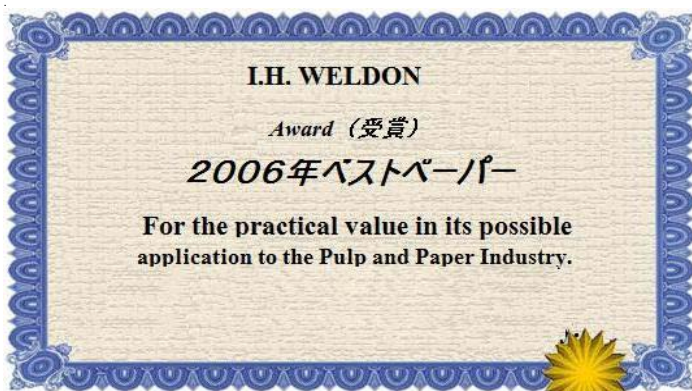 I.H. WELDON
Award (受賞)
2006年ベストペーパー
For the practical value in its possible
application to the Pulp and Paper Industry.